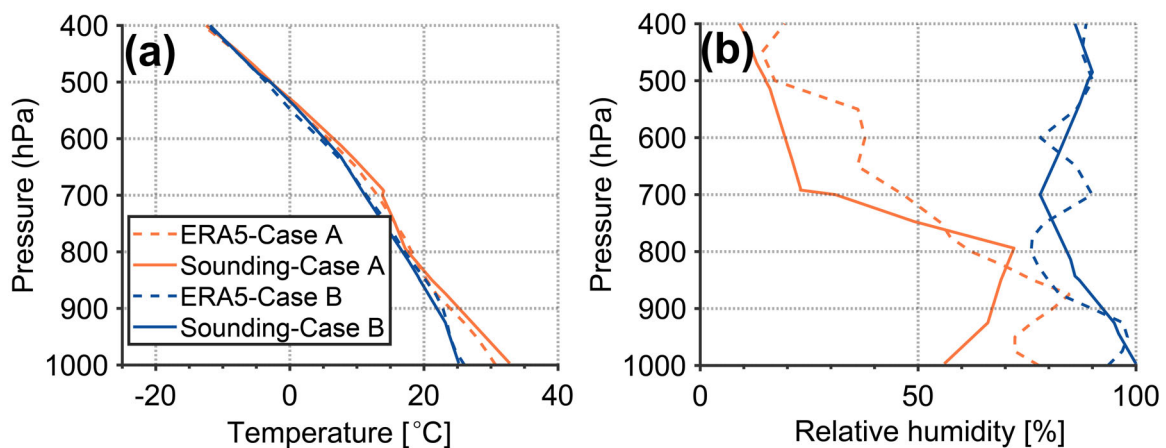 (a)
400
500
600
700
800
900
1000
Pressure (hPa)
ERA5-Case A
Sounding-Case A
ERA5-Case B
Sounding-Case B
-20
0
20
40
Temperature [°C]
(b)
400
500
600
700
800
900
1000
Pressure (hPa)
0
50
100
Relative humidity [%]